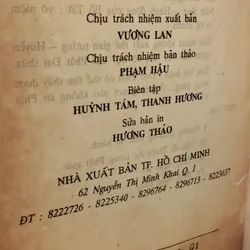 Chịu trách nhiệm xuất bản
VƯƠNG LAN
Chịu trách nhiệm bản thảo
PHẠM HẬU
Biên tập
HUỲNH TÁM, THANH HƯƠNG
Sửa bản in
HƯƠNG THẢO
NHÀ XUẤT BẢN TP. HỒ CHÍ MINH
62 Nguyễn Thị Minh Khai Q. 1
ĐT : 8222726 - 8225340 - 8296764 - 8296713 - 8223637